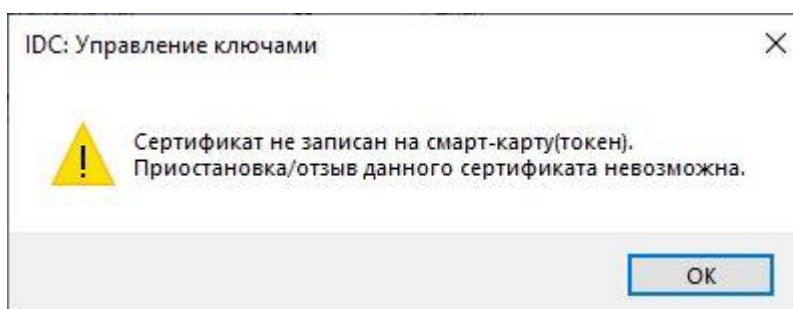 IDC: Управление ключами
Сертификат не записан на смарт-карту(токен).
Приостановка/отзыв данного сертификата невозможна.
OK